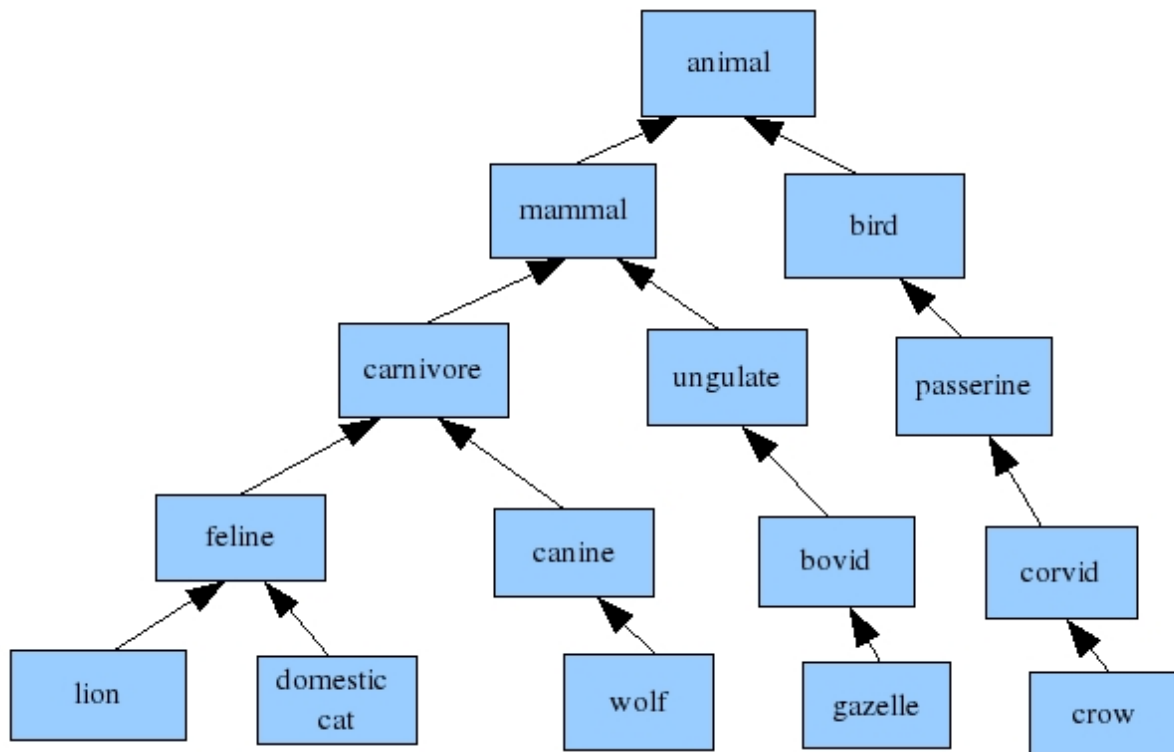 animal
mammal
bird
carnivore
ungulate
passerine
feline
canine
bovid
corvid
lion
domestic
cat
wolf
gazelle
crow